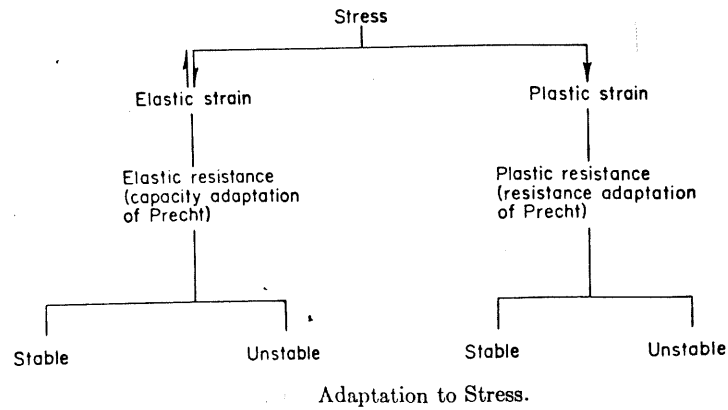 Stress
Elastic strain
Plastic strain
Elastic resistance
(capacity adaptation
of Precht)
Plastic resistance
(resistance adaptation
of Precht)
Stable
Unstable
Stable
Unstable
Adaptation to Stress.